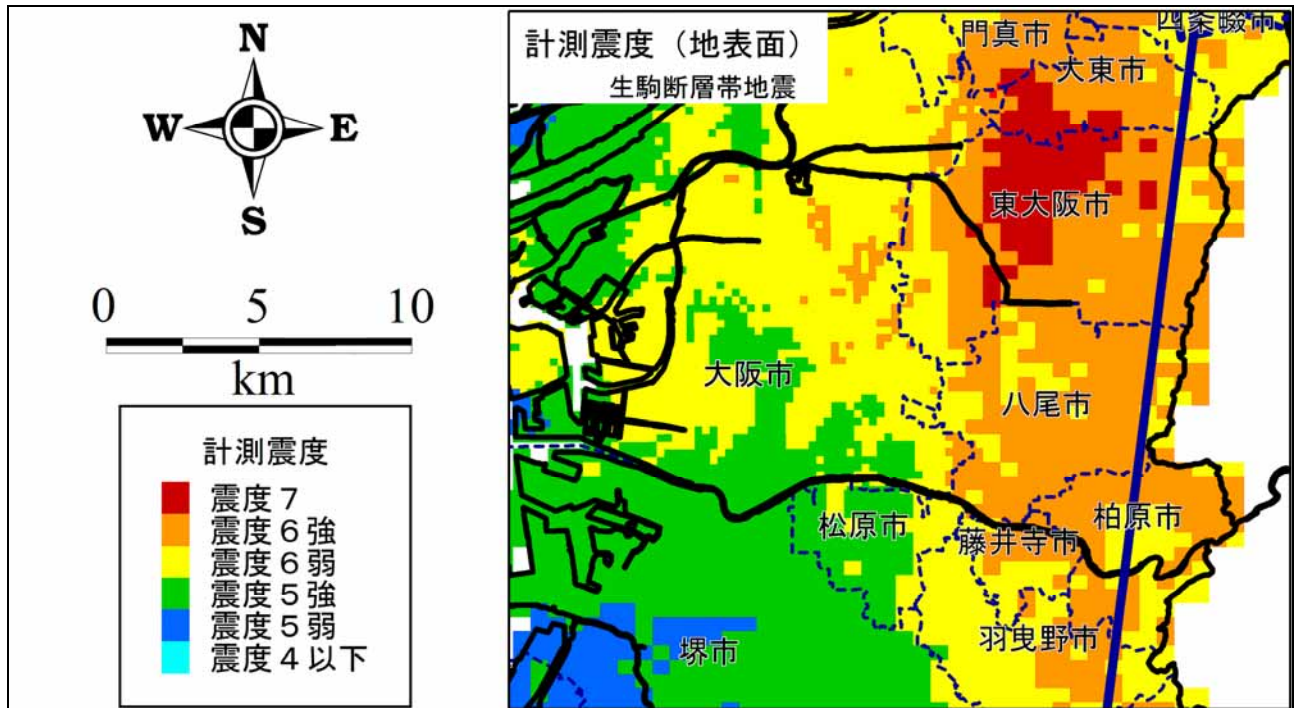 N
W
E
S
0
5
10
km
計測震度
震度7
震度6強
震度6弱
震度5強
震度5弱
震度4以下
計測震度（地表面）
生駒断層帯地震
門真市
四条畷市
大東市
東大阪市
大阪市
八尾市
松原市
藤井寺市
柏原市
羽曳野市
堺市